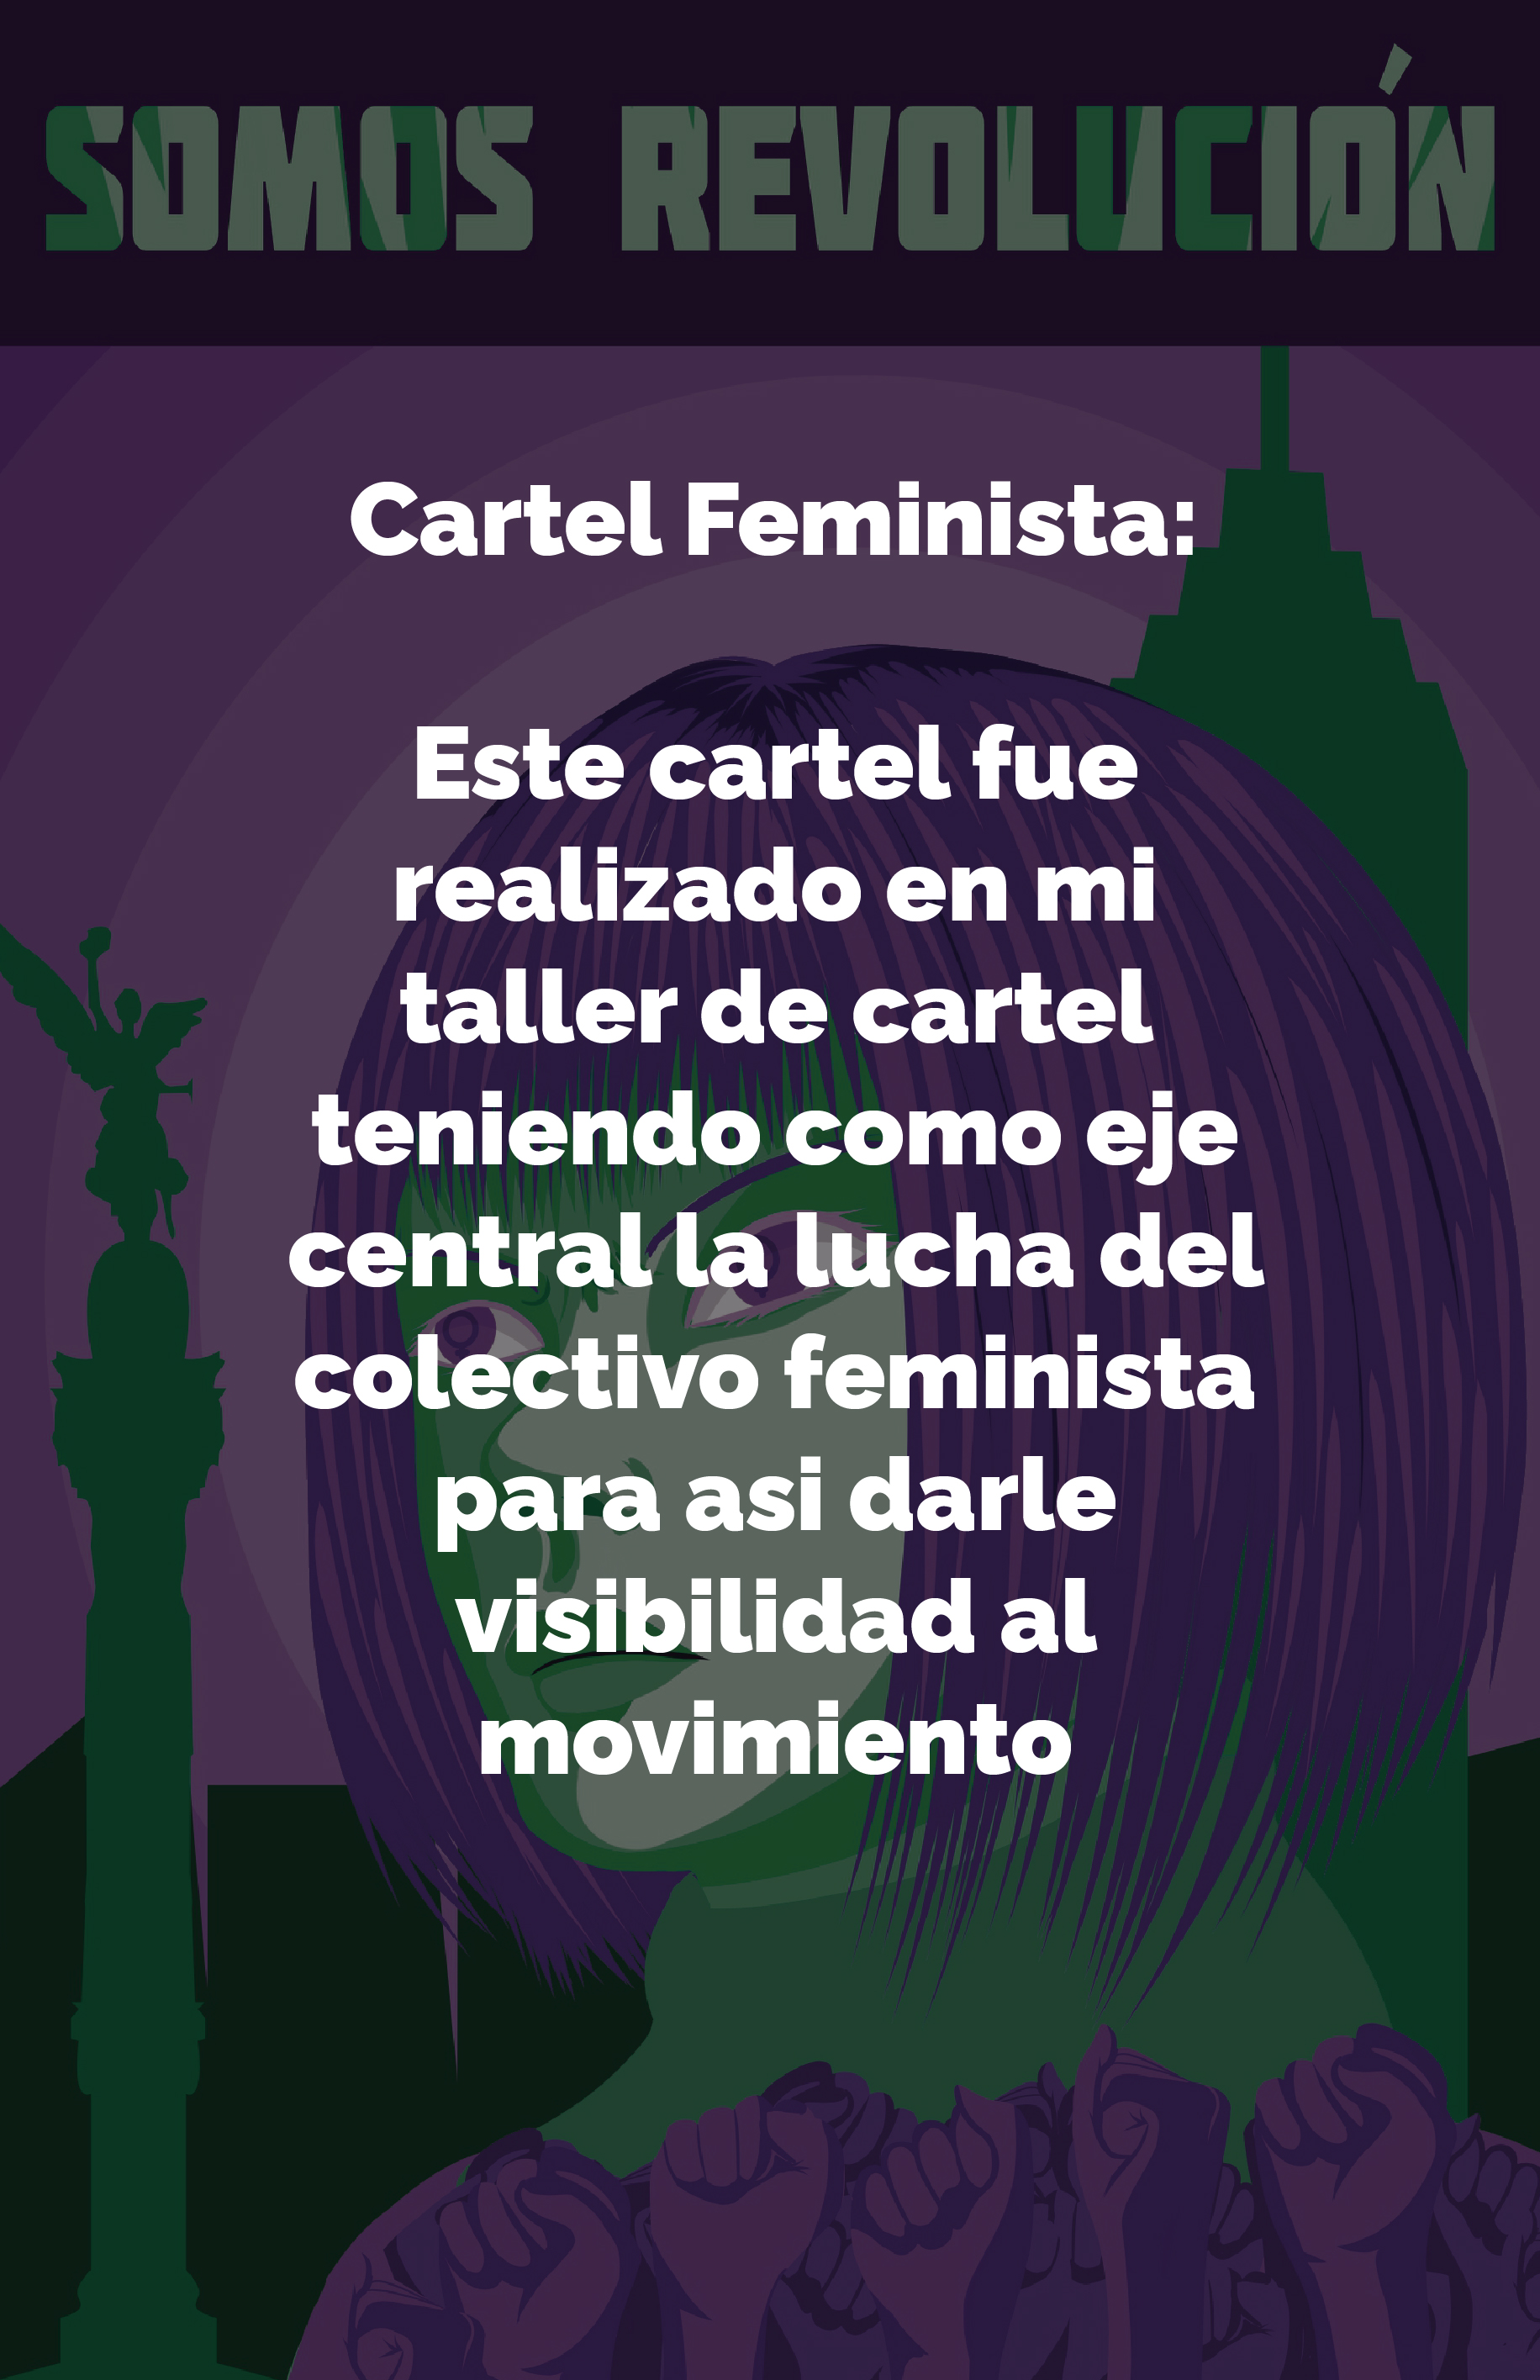 SOMOS REVOLUCIÓN
Cartel Feminista:
Este cartel fue
realizado en mi
taller de cartel
teniendo como eje
central la lucha del
colectivo feminista
para asi darle
visibilidad al
movimiento